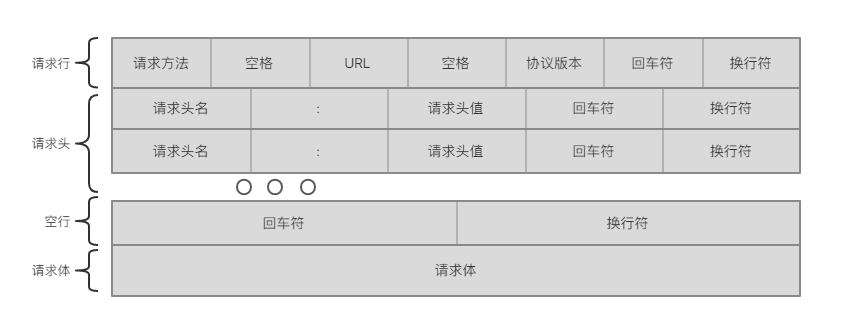 请求行 请求方法 空格 URL 空格 协议版本 回车符 换行符
请求头名 : 请求头值 回车符 换行符
请求头
请求头名 : 请求头值 回车符 换行符
空行 回车符 换行符
请求体 请求体